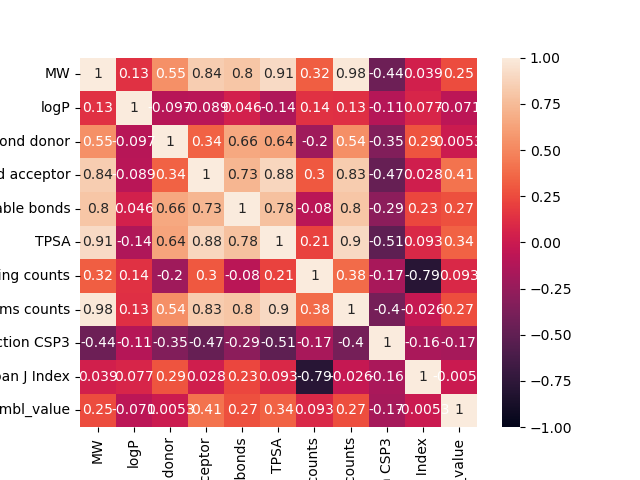 MW 1 0.13 0.55 0.84 0.8 0.91 0.32 0.98 -0.44 0.039 0.25
logP 0.13 1 -0.097 0.089 0.046 -0.14 0.14 0.13 -0.11 0.077 -0.071
ond donor 0.55 -0.097 1 0.34 0.66 0.64 -0.2 0.54 -0.35 0.29 0.0053
d acceptor 0.84 -0.089 0.34 1 0.73 0.88 0.3 0.83 -0.47 0.028 0.41
able bonds 0.8 0.046 0.66 0.73 1 0.78 -0.08 0.8 -0.29 0.23 0.27
TPSA 0.91 -0.14 0.64 0.88 0.78 1 0.21 0.9 -0.51 0.093 0.34
ing counts 0.32 0.14 -0.2 0.3 -0.08 0.21 1 0.38 -0.17 -0.79 0.093
ms counts 0.98 0.13 0.54 0.83 0.8 0.9 0.38 1 -0.4 -0.026 0.27
ction CSP3 -0.44 -0.11 -0.35 -0.47 -0.29 -0.51 -0.17 -0.4 1 -0.16 -0.17
an J Index -0.039 0.077 0.29 0.028 0.23 0.093 -0.79 -0.026 0.16 1 0.005
mbl_value 0.25 -0.071 0.0053 0.41 0.27 0.34 0.093 0.27 -0.17 0.005 1
MW
logP
donor
ceptor
bonds
TPSA
counts
counts
CSP3
Index
_value
1.00
0.75
0.50
0.25
0.00
−0.25
−0.50
−0.75
−1.00